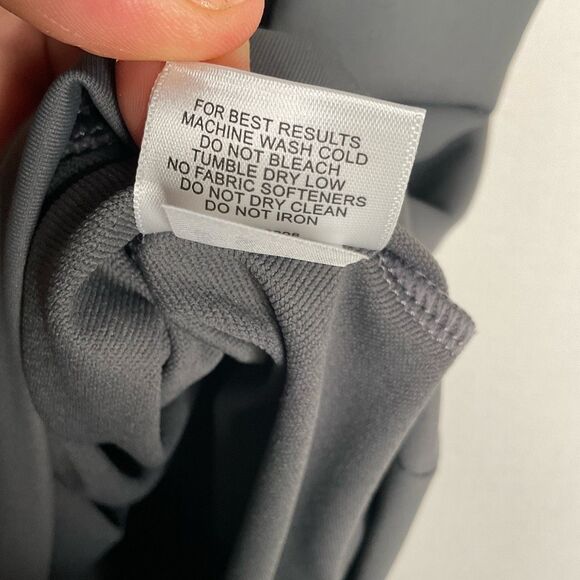 FOR BEST RESULTS
MACHINE WASH COLD
DO NOT BLEACH
TUMBLE DRY LOW
NO FABRIC SOFTENERS
DO NOT DRY CLEAN
DO NOT IRON